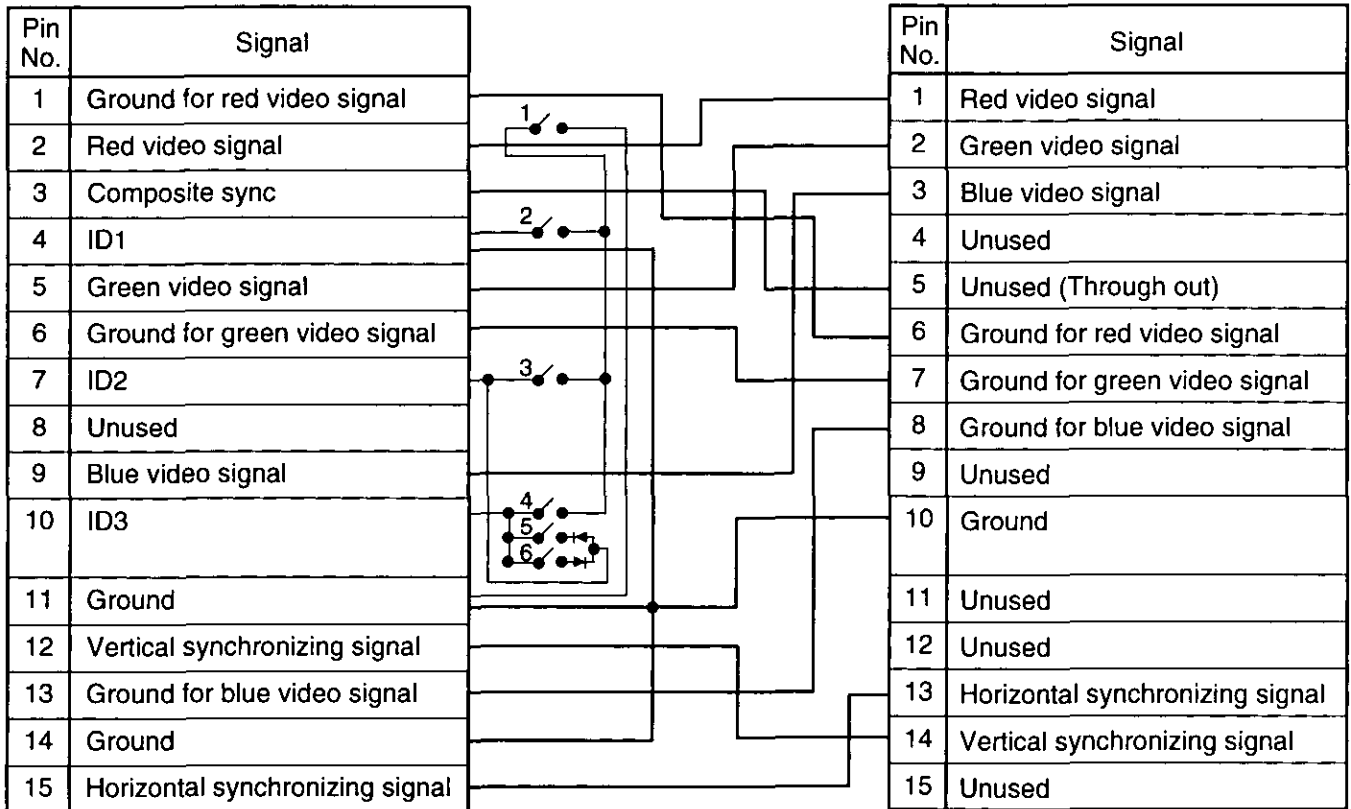 Pin No. Signal
1 Ground for red video signal
2 Red video signal
3 Composite sync
4 ID1
5 Green video signal
6 Ground for green video signal
7 ID2
8 Unused
9 Blue video signal
10 ID3
11 Ground
12 Vertical synchronizing signal
13 Ground for blue video signal
14 Ground
15 Horizontal synchronizing signal
1
2
3
4
5
6
Pin No. Signal
1 Red video signal
2 Green video signal
3 Blue video signal
4 Unused
5 Unused (Through out)
6 Ground for red video signal
7 Ground for green video signal
8 Ground for blue video signal
9 Unused
10 Ground
11 Unused
12 Unused
13 Horizontal synchronizing signal
14 Vertical synchronizing signal
15 Unused